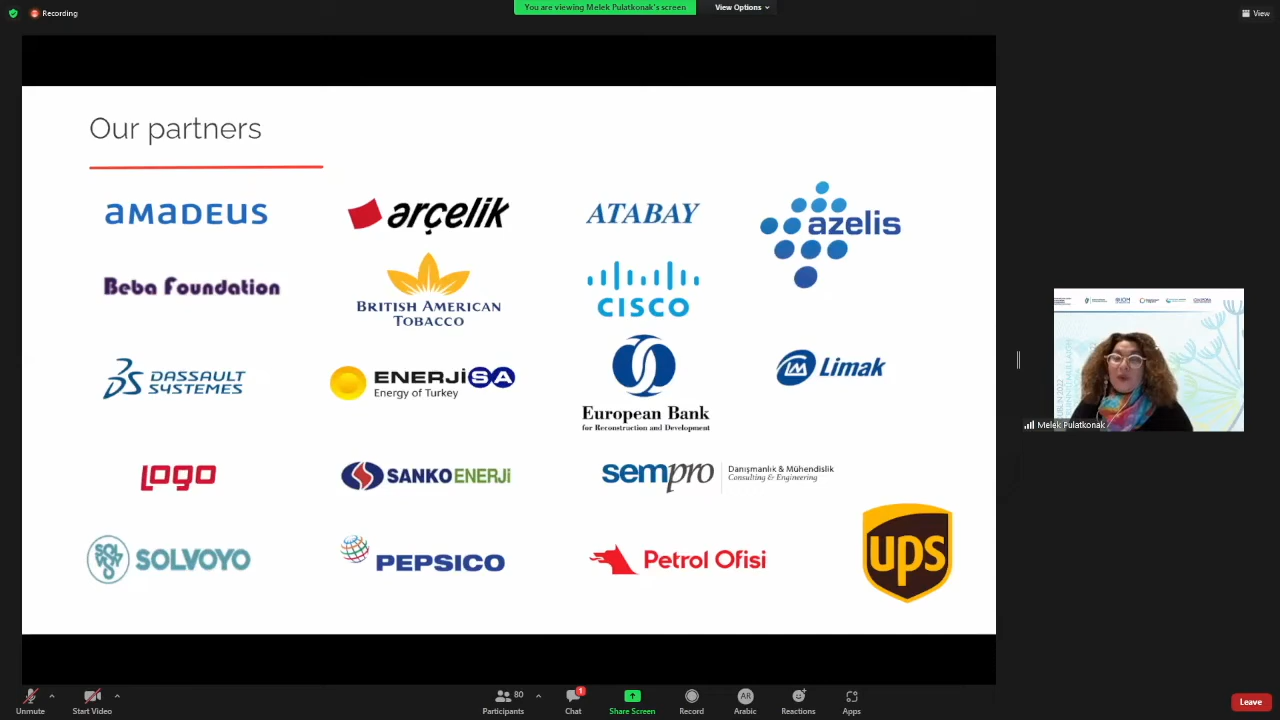 Recording
You are viewing Melek Pulatkonak's screen
View Options
View
Our partners
amadeus
arçelik
ATABAY
azelis
Beba Foundation
BRITISH AMERICAN
TOBACCO
CISCO
DASSAULT
SYSTEMES
ENERJiSA
Energy of Turkey
European Bank
for Reconstruction and Development
Limak
LOGO
SANKO ENERJi
sempro
Danışmanlık & Mühendislik
Consulting & Engineering
SOLVOYO
PEPSICO
Petrol Ofisi
ups
Melek Pulatkonak
Unmute
Start Video
80
Participants
1
Chat
Share Screen
Record
AR
Arabic
Reactions
Apps
Leave